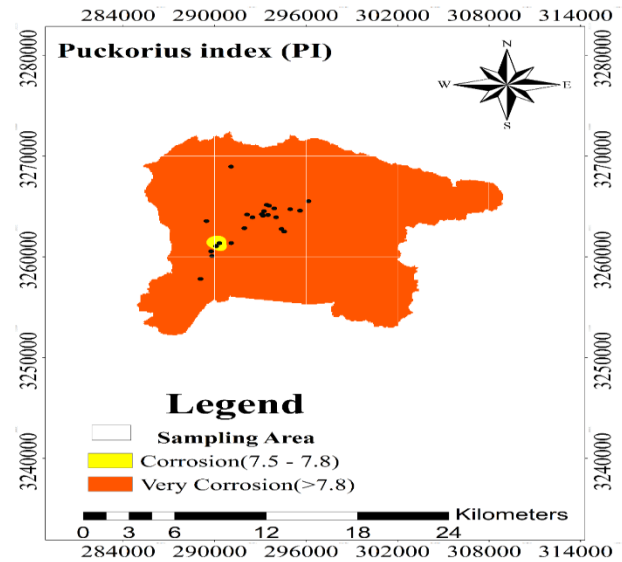 284000 290000 296000 302000 308000 314000
Puckorius index (PI)
N
W E
S
3280000 3280000
3270000 3270000
3260000 3260000
3250000 3250000
3240000 3240000
Legend
Sampling Area
Corrosion(7.5 - 7.8)
Very Corrosion(>7.8)
Kilometers
0 3 6 12 18 24
284000 290000 296000 302000 308000 314000